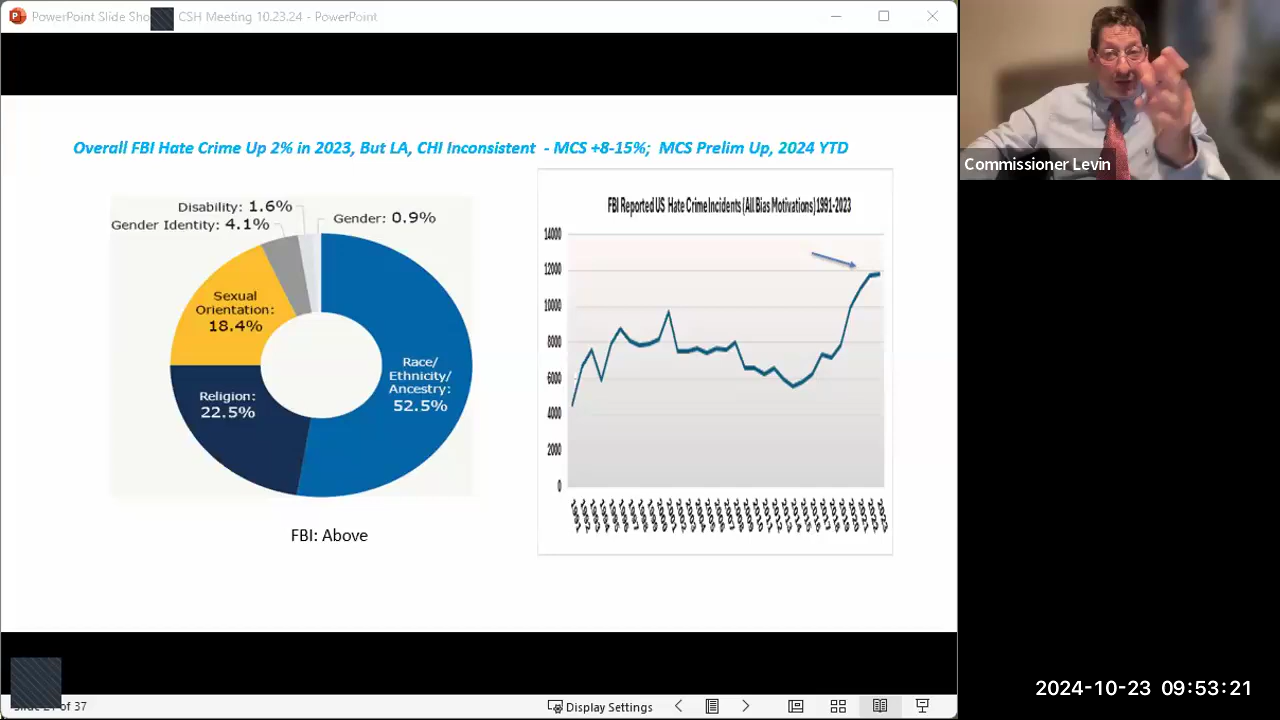 PowerPoint Slide Sho
CSH Meeting 10.23.24 - PowerPoint
Overall FBI Hate Crime Up 2% in 2023, But LA, CHI Inconsistent - MCS +8-15%; MCS Prelim Up, 2024 YTD
Disability: 1.6%
Gender: 0.9%
Gender Identity: 4.1%
Sexual
Orientation:
18.4%
Race/
Ethnicity/
Ancestry:
52.5%
Religion:
22.5%
FBI: Above
FBI Reported US Hate Crime Incidents (All Bias Motivations) 1991-2023
14000
12000
10000
8000
6000
4000
2000
0
Commissioner Levin
of 37
Display Settings
2024-10-23 09:53:21